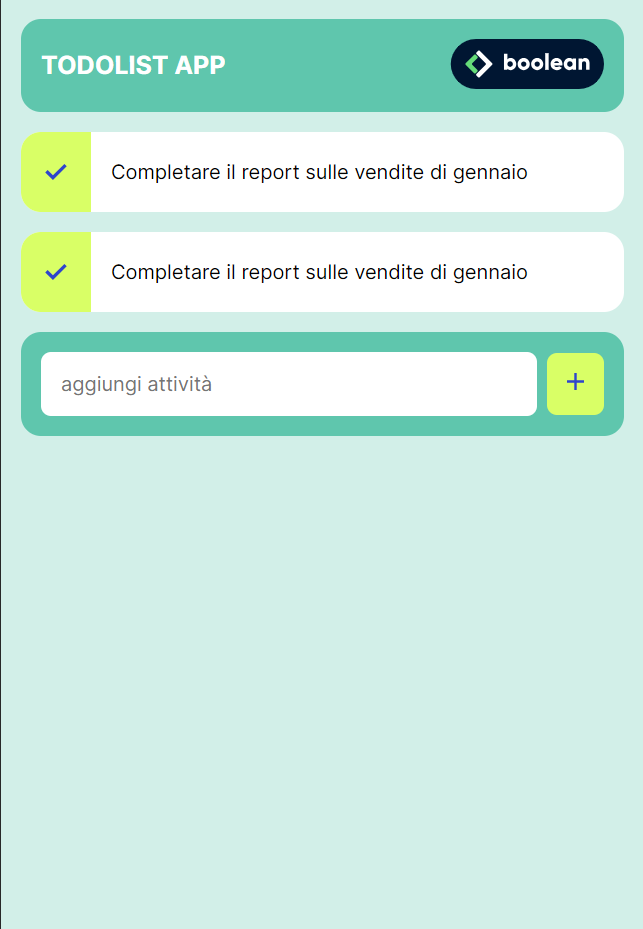 TODOLIST APP
boolean
Completare il report sulle vendite di gennaio
Completare il report sulle vendite di gennaio
aggiungi attività
+